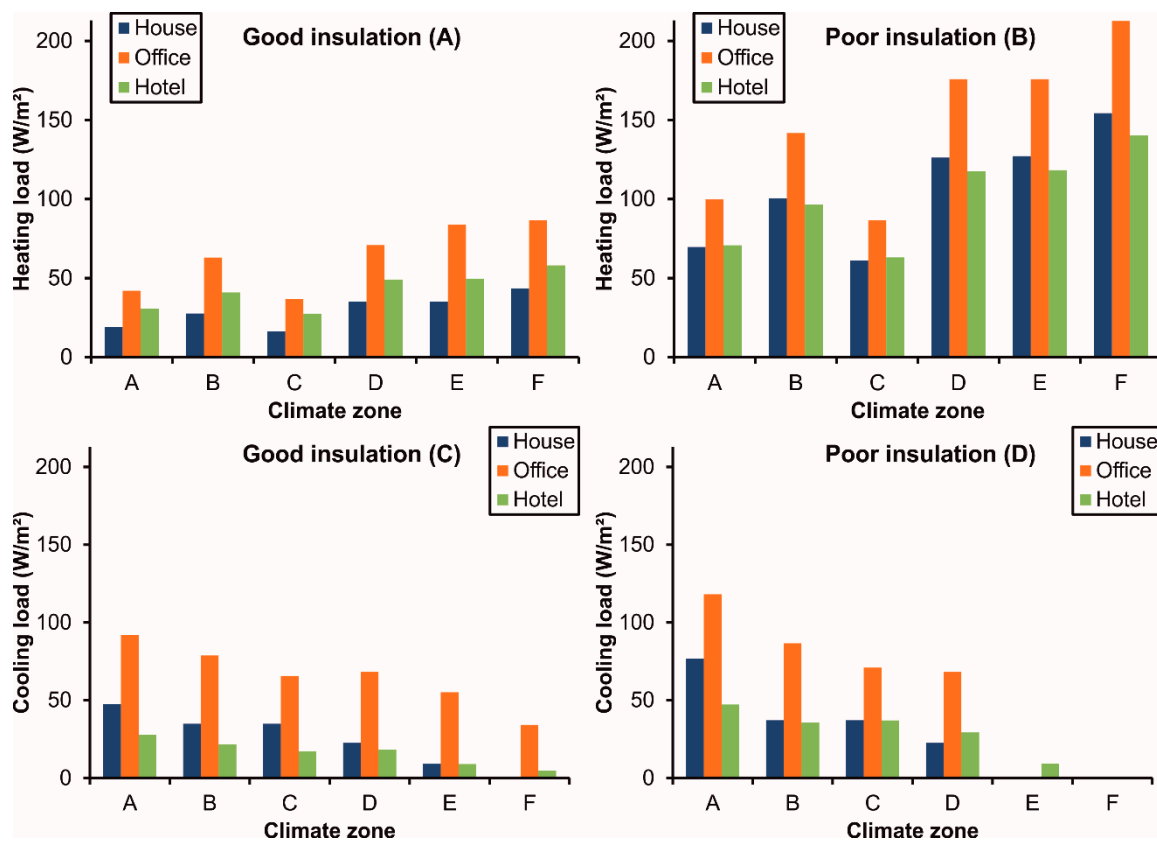 Good insulation (A)
House
Office
Hotel
Heating load (W/m²)
200
150
100
50
0
A B C D E F
Climate zone
Poor insulation (B)
House
Office
Hotel
Heating load (W/m²)
200
150
100
50
0
A B C D E F
Climate zone
Good insulation (C)
House
Office
Hotel
Cooling load (W/m²)
200
150
100
50
0
A B C D E F
Climate zone
Poor insulation (D)
House
Office
Hotel
Cooling load (W/m²)
200
150
100
50
0
A B C D E F
Climate zone